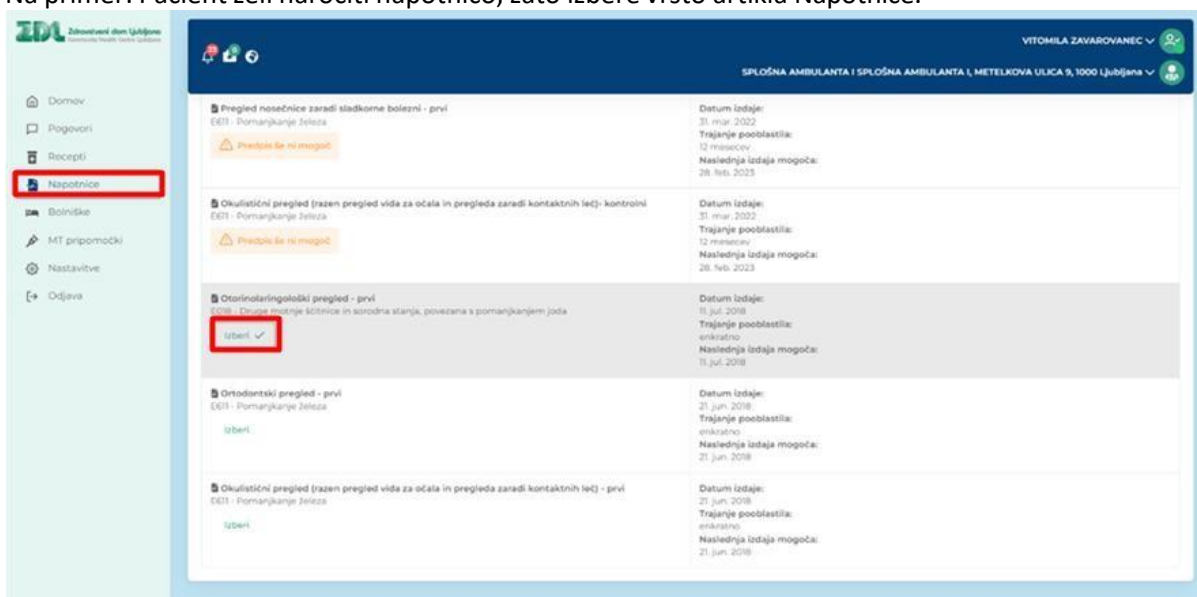 Na primer: Pacient želi naročiti napotnico, zato izbere vrsto artikla Napotnice.
ZDL Zdravstveni dom Ljubljana
Community Health Centre Ljubljana
VITOMILA ZAVAROVANEC
SPLOŠNA AMBULANTA I SPLOŠNA AMBULANTA I, METELKOVA ULICA 9, 1000 Ljubljana
Domov
Pogovori
Recepti
Napotnice
Bolniške
MT pripomočki
Nastavitve
Odjava
Pregled nosečnice zaradi sladkorne bolezni - prvi
E611 - Pomanjkanje železa
Predpis še ni mogoč
Datum izdaje:
31. mar. 2022
Trajanje pooblastila:
12 mesecev
Naslednja izdaja mogoča:
28. feb. 2023
Okulistični pregled (razen pregled vida za očala in pregleda zaradi kontaktnih leč)- kontrolni
E611 - Pomanjkanje železa
Predpis še ni mogoč
Datum izdaje:
31. mar. 2022
Trajanje pooblastila:
12 mesecev
Naslednja izdaja mogoča:
28. feb. 2023
Otorinolaringološki pregled - prvi
E018 - Druge motnje ščitnice in sorodna stanja, povezana s pomanjkanjem joda
Izberi
Datum izdaje:
11. jul. 2018
Trajanje pooblastila:
enkratno
Naslednja izdaja mogoča:
11. jul. 2018
Ortodontski pregled - prvi
E611 - Pomanjkanje železa
Izberi
Datum izdaje:
21. jun. 2018
Trajanje pooblastila:
enkratno
Naslednja izdaja mogoča:
21. jun. 2018
Okulistični pregled (razen pregled vida za očala in pregleda zaradi kontaktnih leč) - prvi
E611 - Pomanjkanje železa
Izberi
Datum izdaje:
21. jun. 2018
Trajanje pooblastila:
enkratno
Naslednja izdaja mogoča:
21. jun. 2018